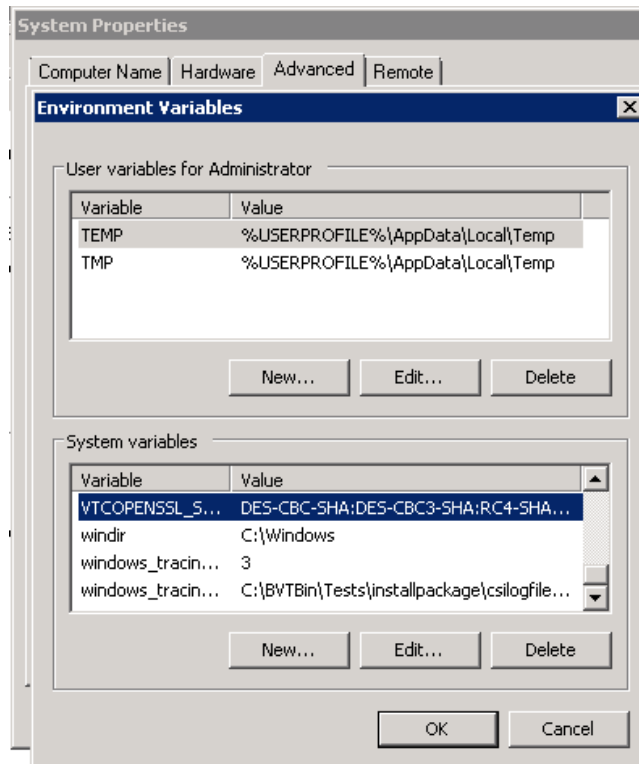 System Properties
Computer Name Hardware Advanced Remote
Environment Variables
User variables for Administrator
Variable Value
TEMP %USERPROFILE%\AppData\Local\Temp
TMP %USERPROFILE%\AppData\Local\Temp
New... Edit... Delete
System variables
Variable Value
VTCOPENSSL_S... DES-CBC-SHA:DES-CBC3-SHA:RC4-SHA...
windir C:\Windows
windows_tracin... 3
windows_tracin... C:\BVTBin\Tests\installpackage\csilogfile...
New... Edit... Delete
OK Cancel